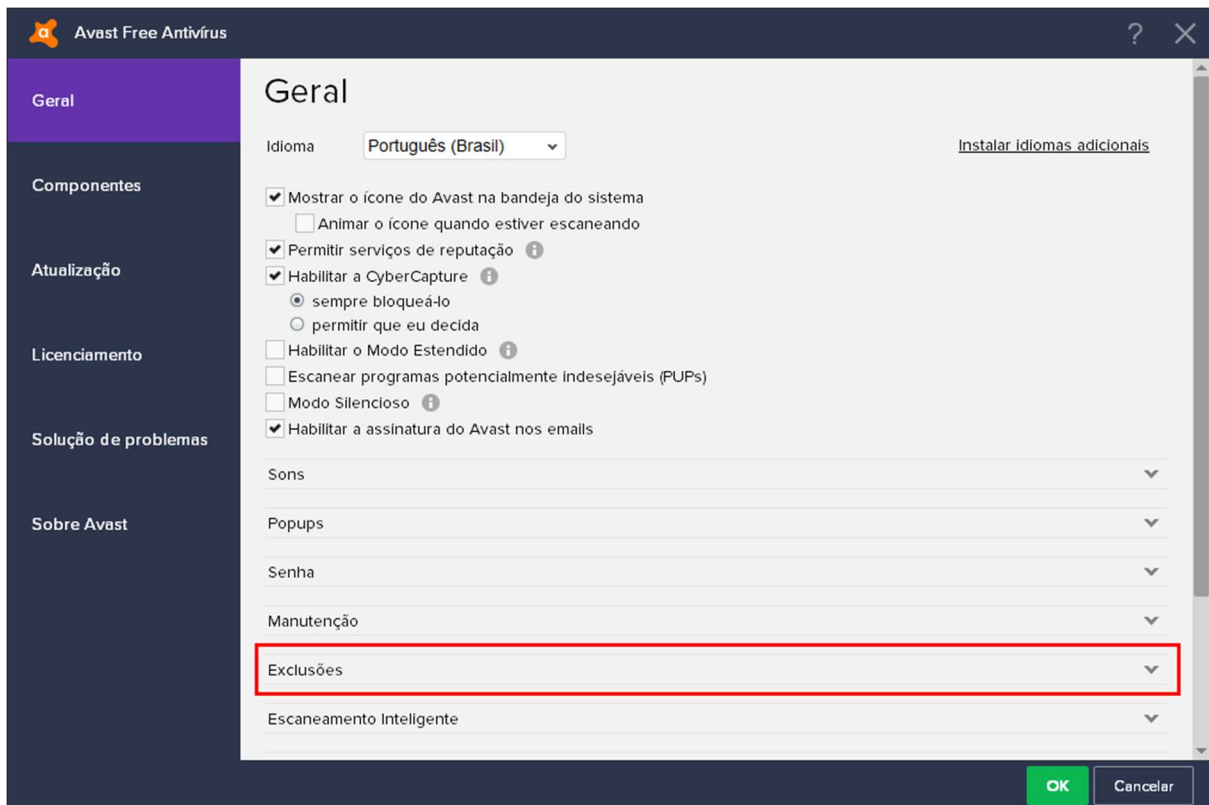 Avast Free Antivírus
?
Geral
Componentes
Atualização
Licenciamento
Solução de problemas
Sobre Avast
Geral
Idioma Português (Brasil) Instalar idiomas adicionais
Mostrar o ícone do Avast na bandeja do sistema
Animar o ícone quando estiver escaneando
Permitir serviços de reputação
Habilitar a CyberCapture
sempre bloqueá-lo
permitir que eu decida
Habilitar o Modo Estendido
Escanear programas potencialmente indesejáveis (PUPs)
Modo Silencioso
Habilitar a assinatura do Avast nos emails
Sons
Popups
Senha
Manutenção
Exclusões
Escaneamento Inteligente
OK Cancelar